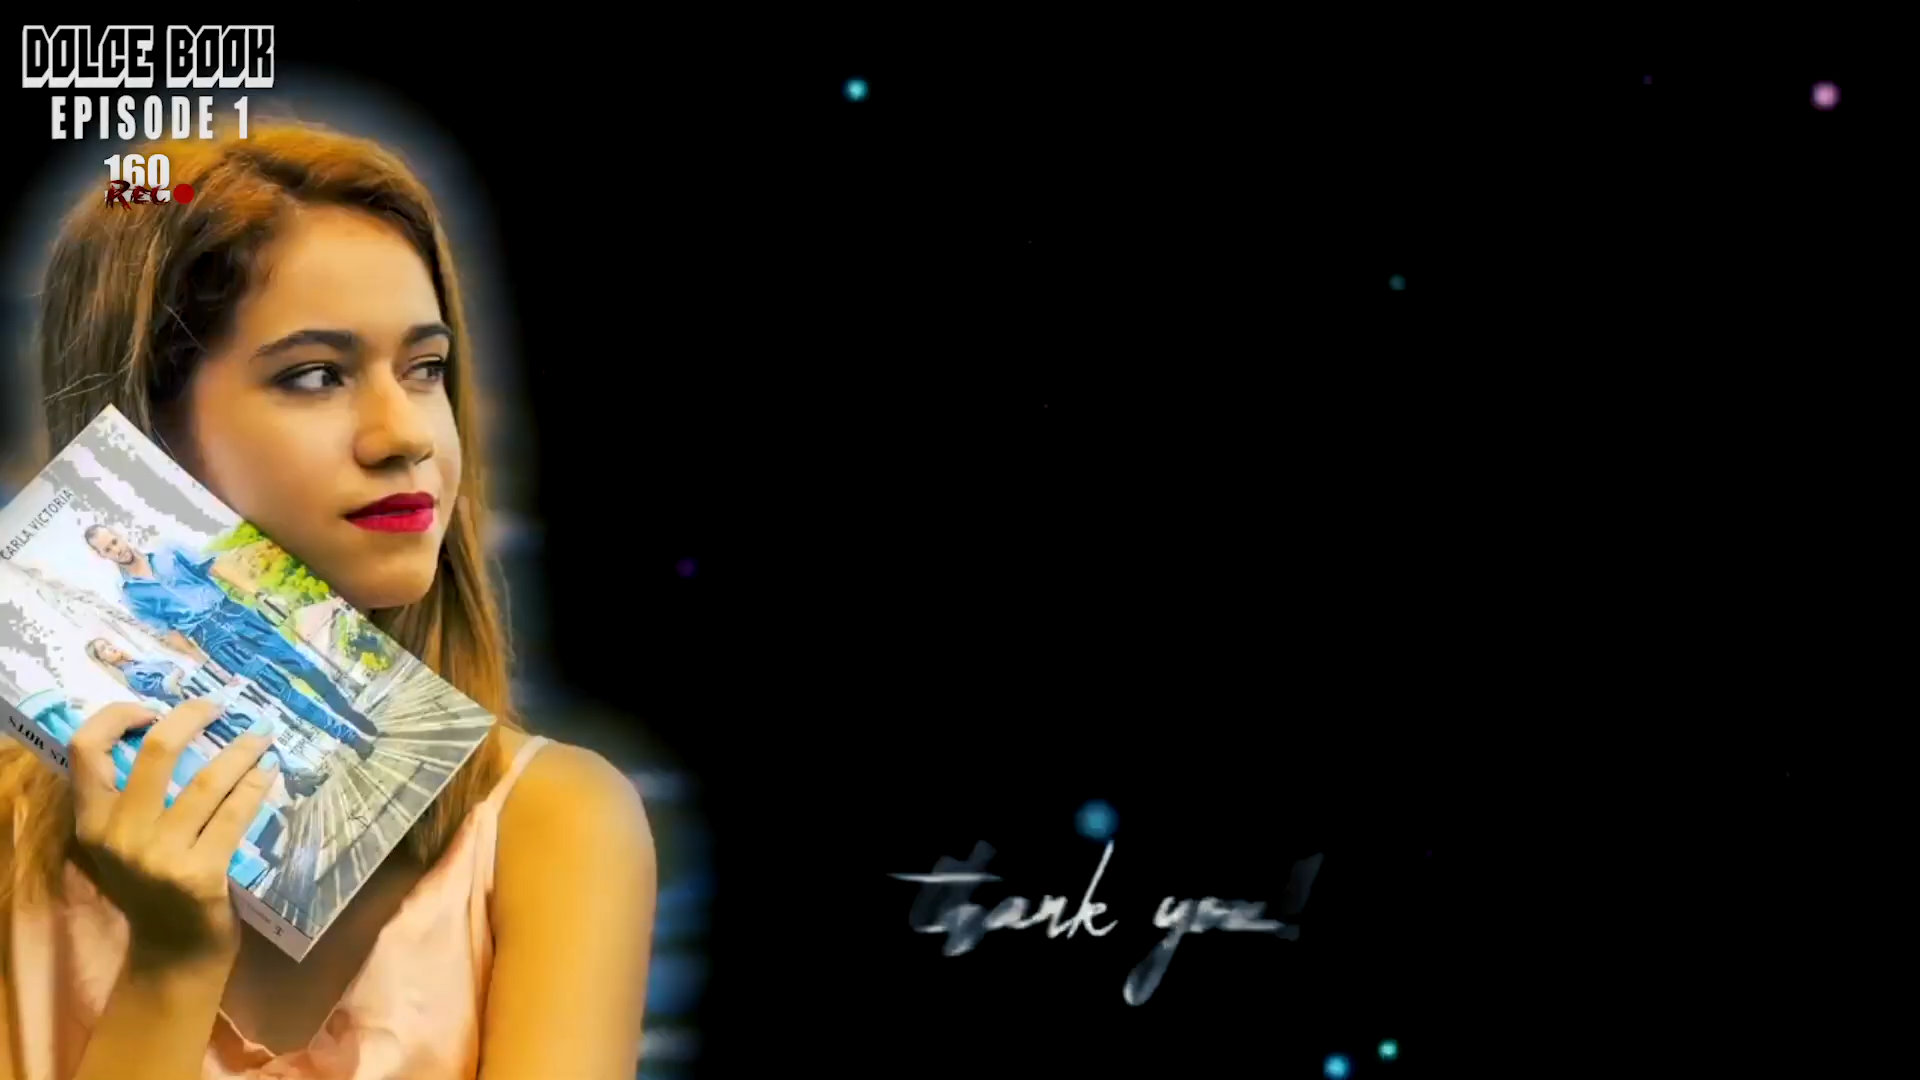 DOLCE BOOK
EPISODE 1
160
REC
CARLA VICTORIA
thank you!